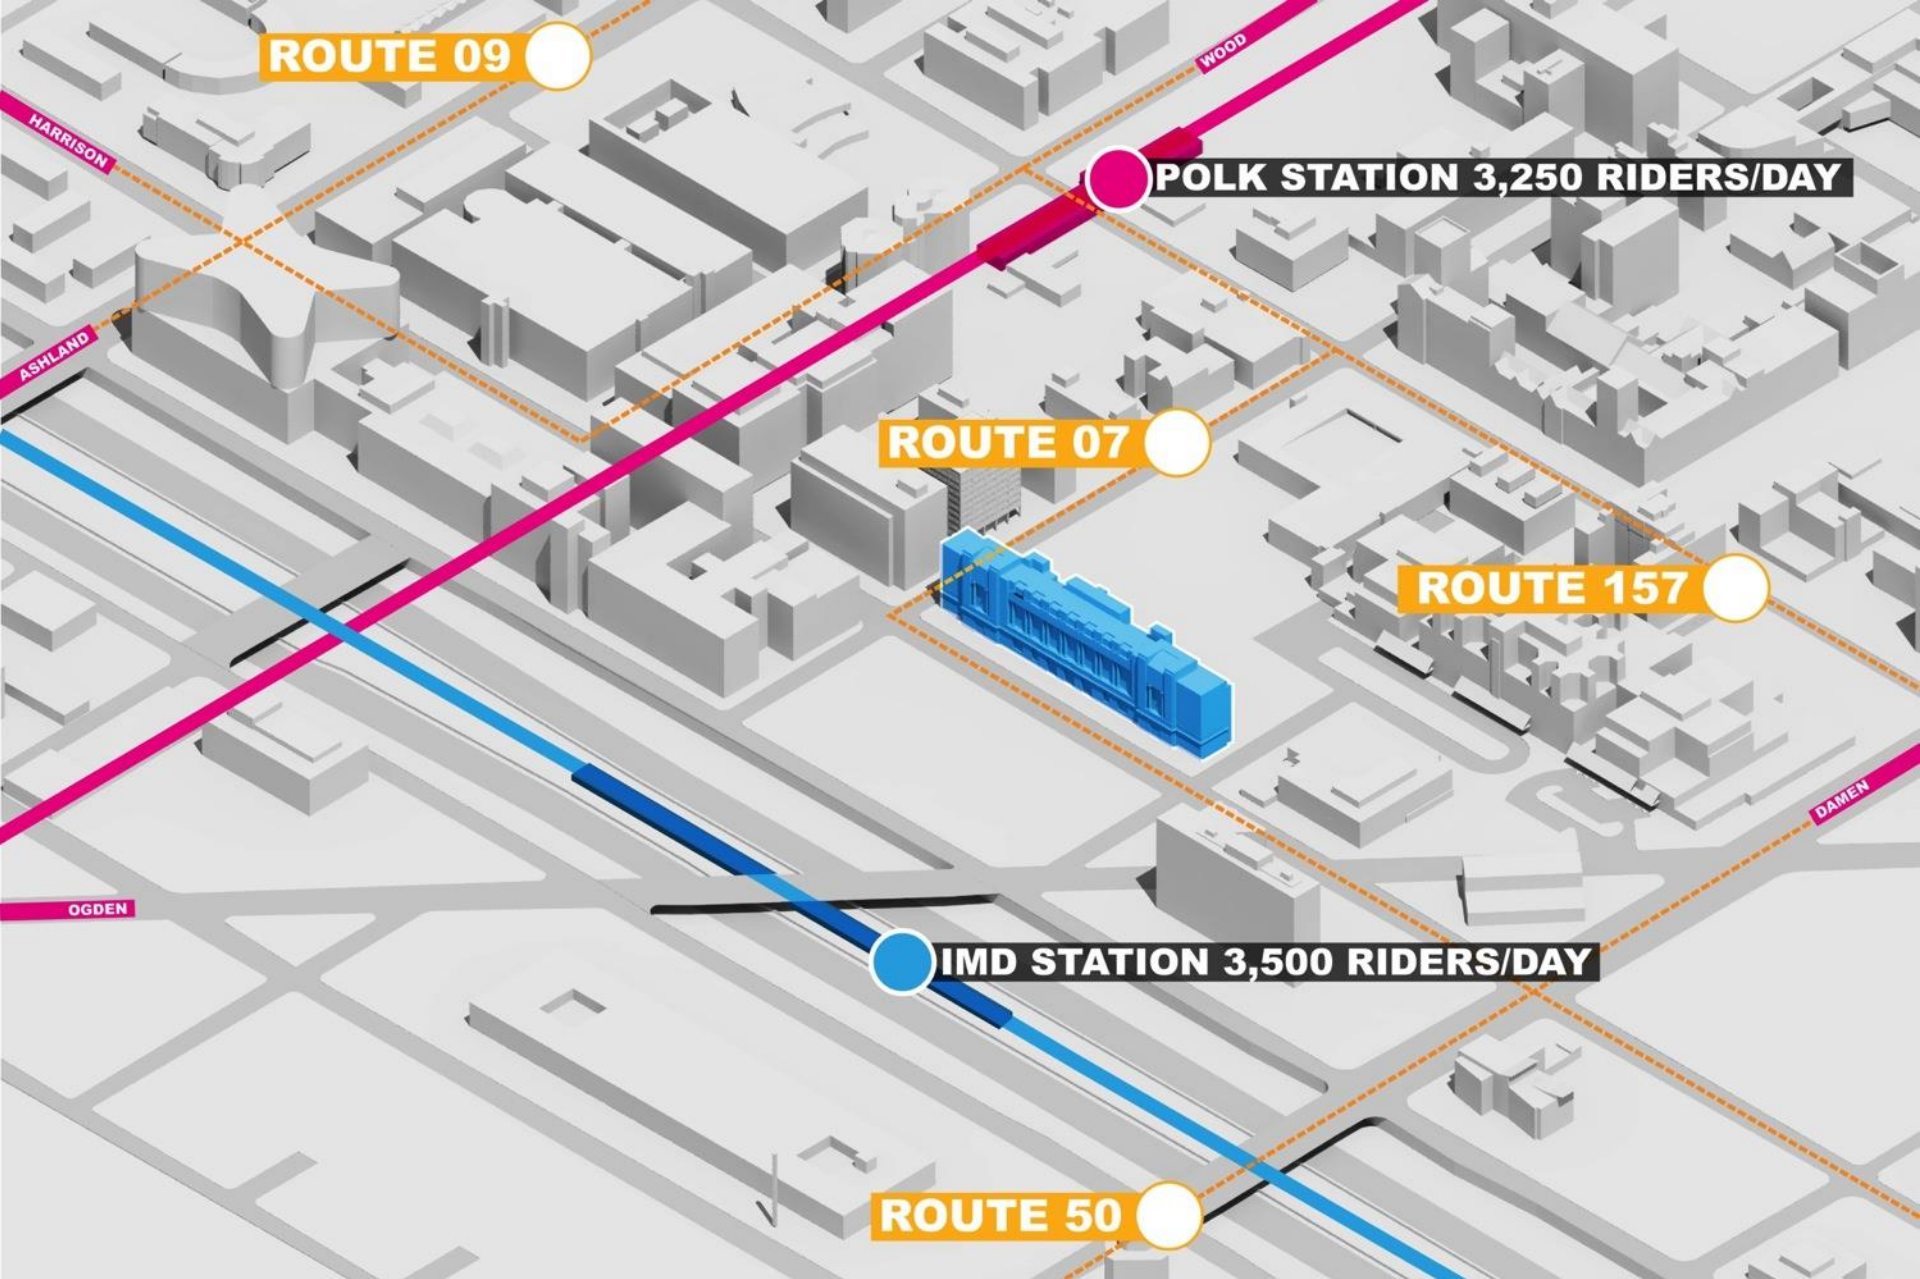 ROUTE 09
WOOD
HARRISON
POLK STATION 3,250 RIDERS/DAY
ASHLAND
ROUTE 07
ROUTE 157
DAMEN
OGDEN
IMD STATION 3,500 RIDERS/DAY
ROUTE 50